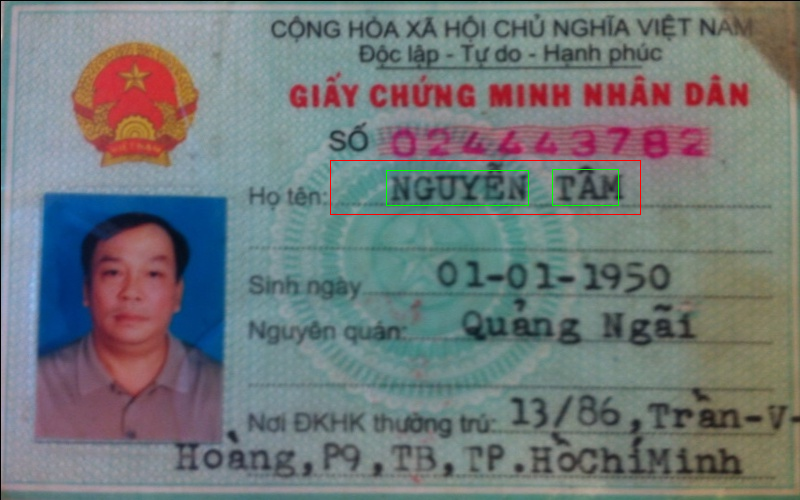 CỘNG HÒA XÃ HỘI CHỦ NGHĨA VIỆT NAM
Độc lập - Tự do - Hạnh phúc
GIẤY CHỨNG MINH NHÂN DÂN
SỐ 024443782
Họ tên: NGUYỄN TÂM
Sinh ngày 01-01-1950
Nguyên quán: Quảng Ngãi
Nơi ĐKHK thường trú: 13/86,Trần-V-
Hoàng,P9,TB,TP.HồChíMinh